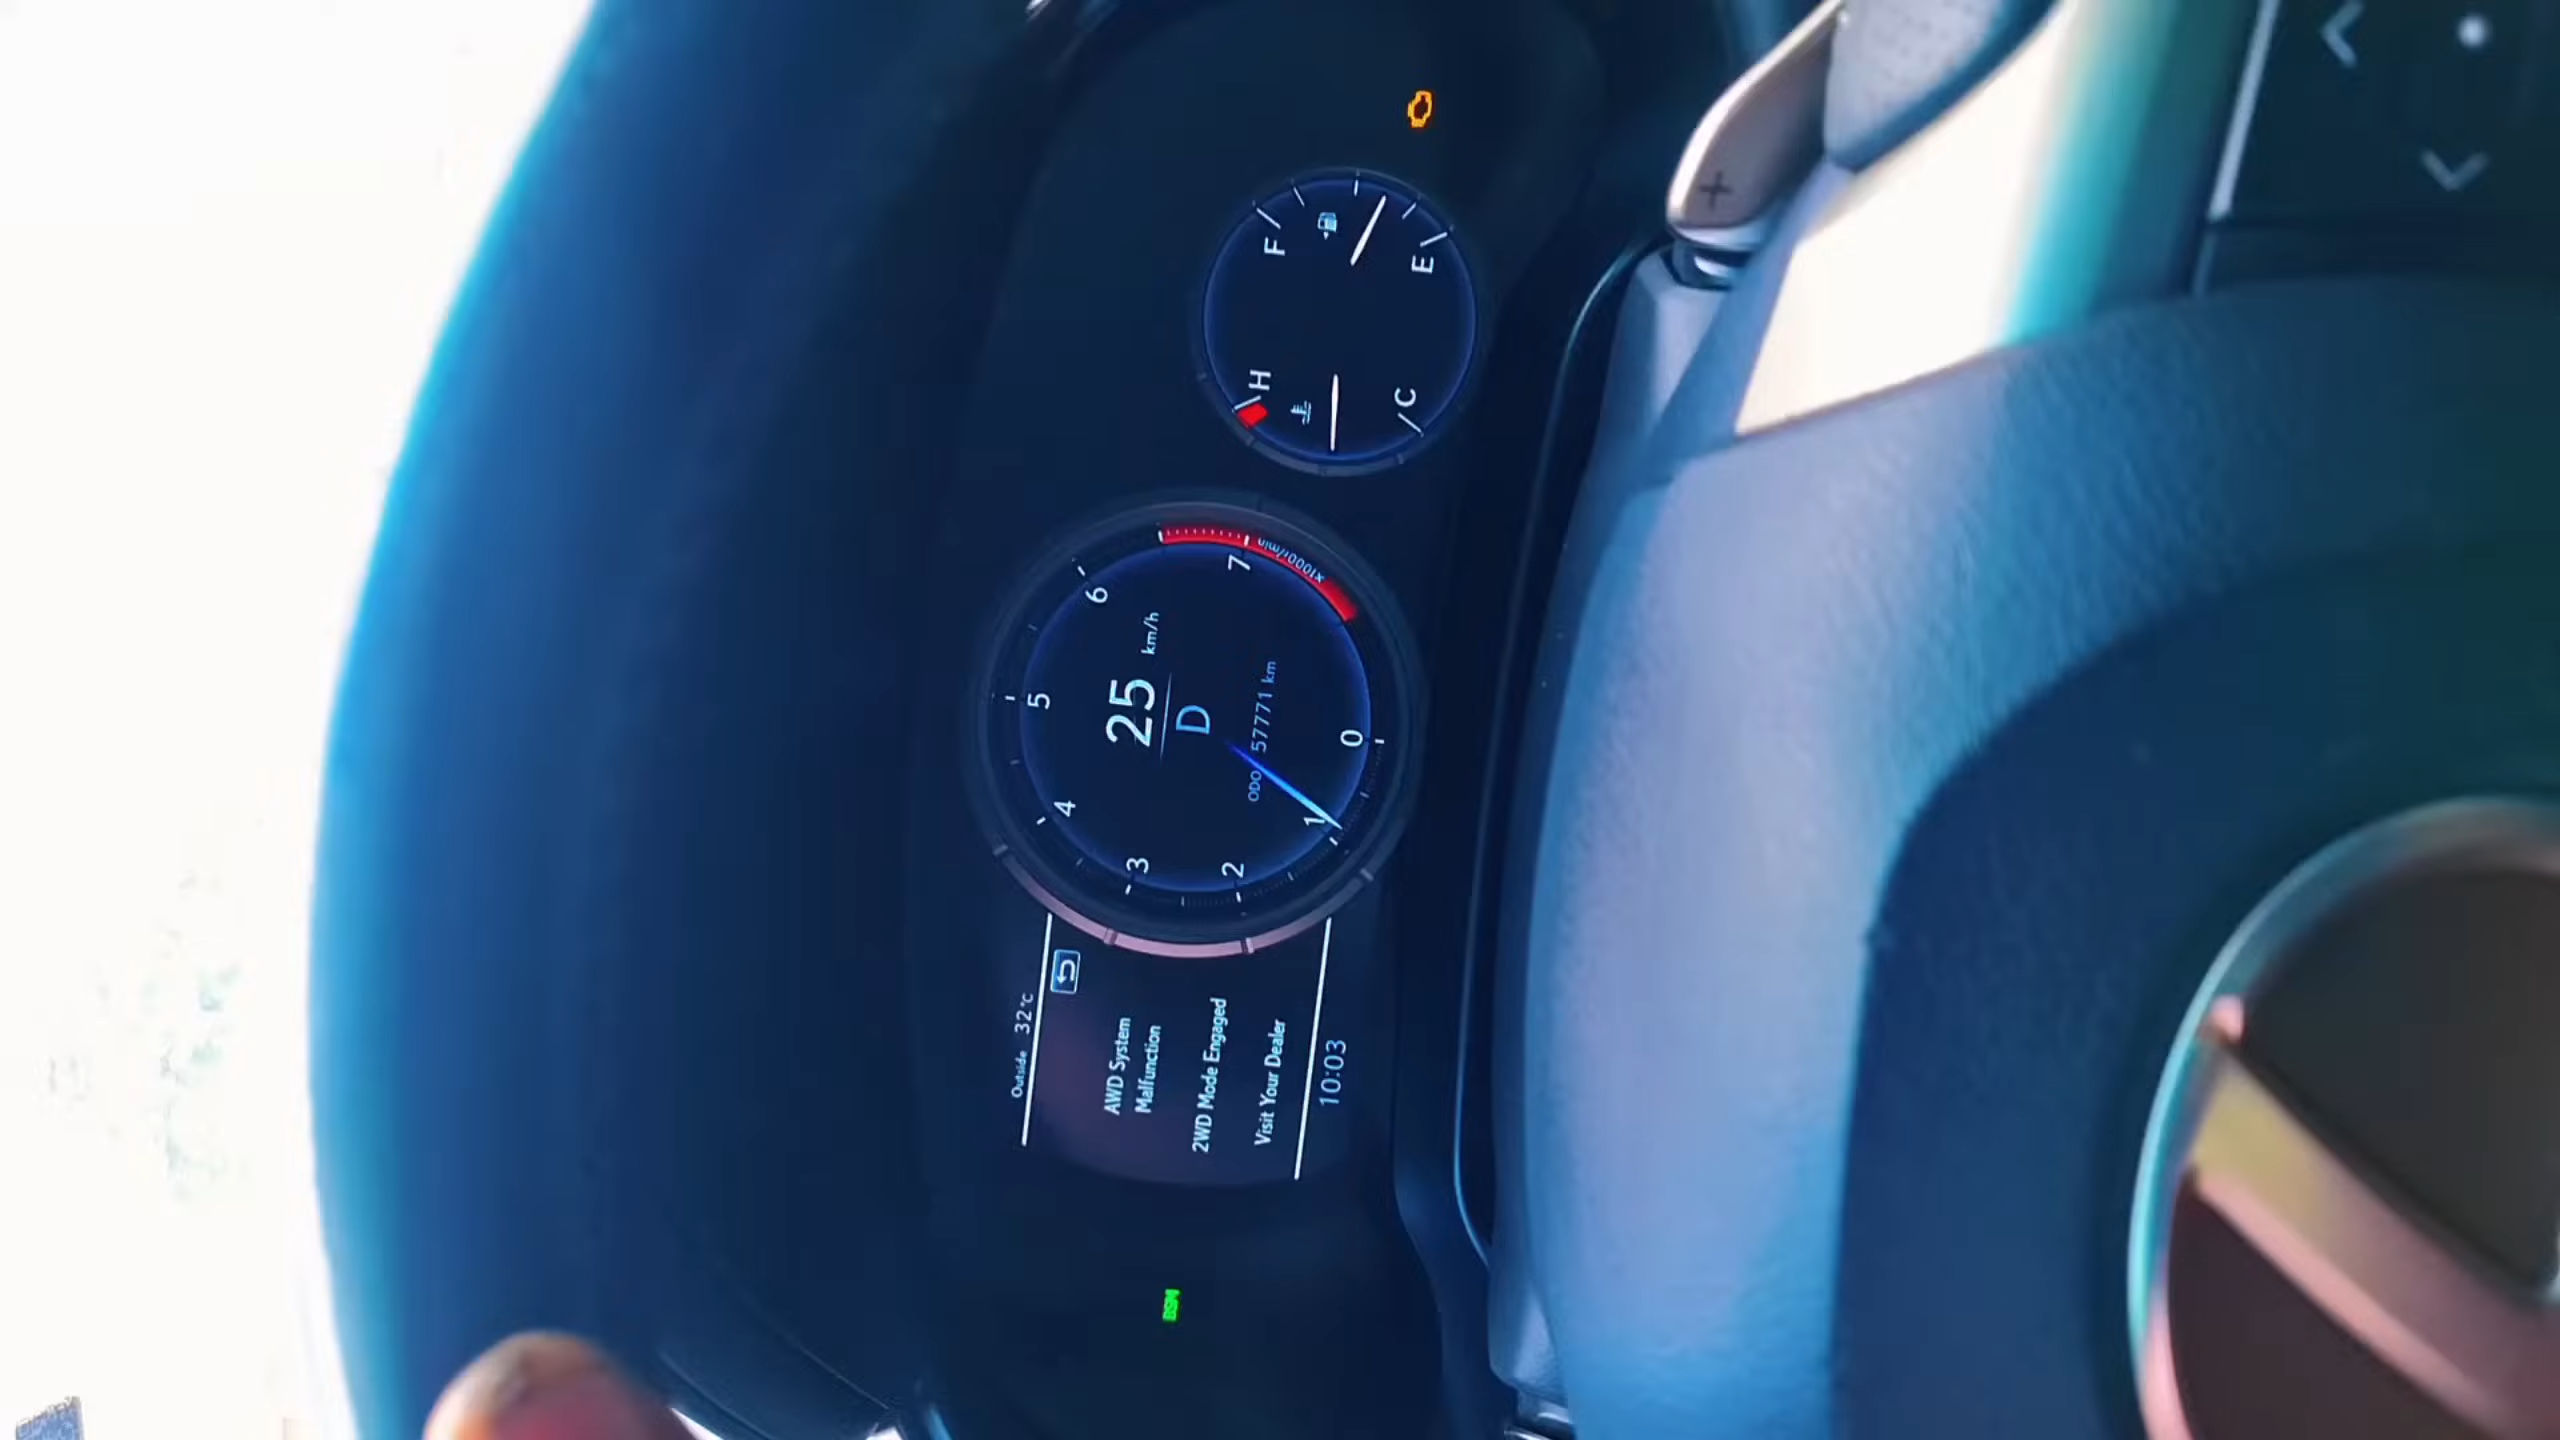 Outside 32°C
AWD System
Malfunction
2WD Mode Engaged
Visit Your Dealer
10:03
25 km/h
D
ODO 57771 km
0
1
2
3
4
5
6
7
x1000r/min
H
C
F
E
BSM
+